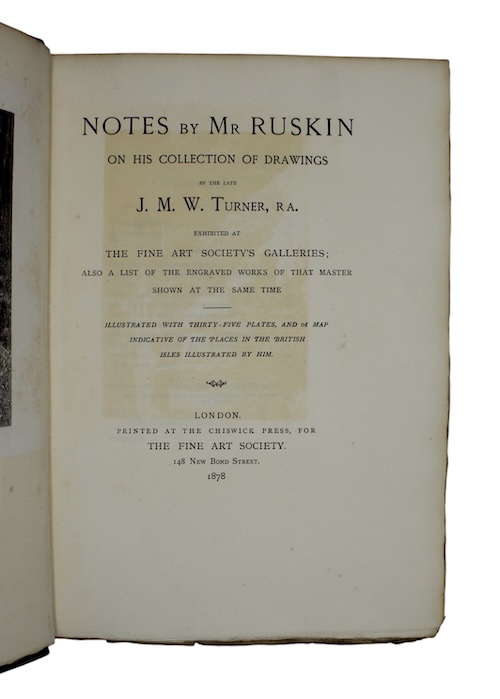 NOTES BY MR RUSKIN
ON HIS COLLECTION OF DRAWINGS
BY THE LATE
J. M. W. TURNER, R.A.
EXHIBITED AT
THE FINE ART SOCIETY'S GALLERIES;
ALSO A LIST OF THE ENGRAVED WORKS OF THAT MASTER
SHOWN AT THE SAME TIME
ILLUSTRATED WITH THIRTY-FIVE PLATES, AND A MAP
INDICATIVE OF THE PLACES IN THE BRITISH
ISLES ILLUSTRATED BY HIM.
LONDON.
PRINTED AT THE CHISWICK PRESS, FOR
THE FINE ART SOCIETY.
148 NEW BOND STREET.
1878